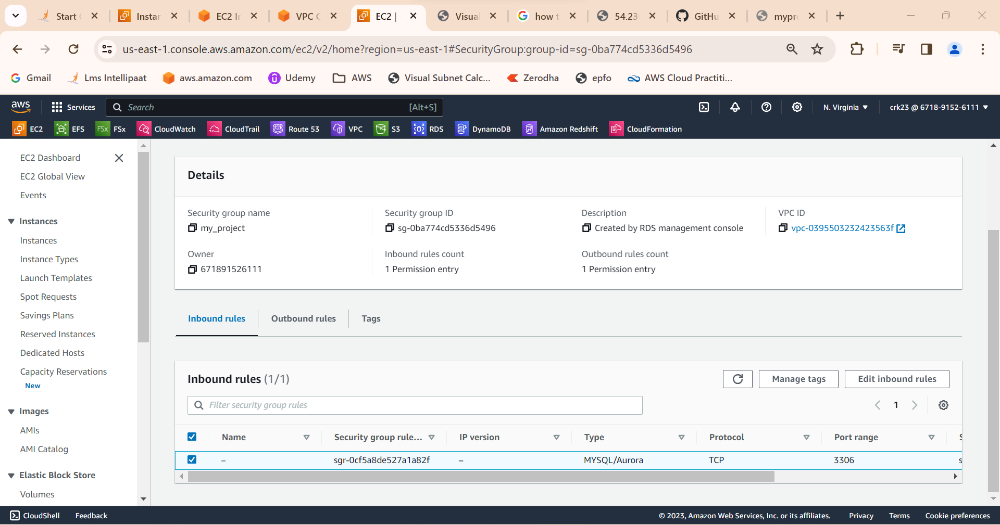 Start
Instar
EC2 In
VPC
EC2 |
Visual
how t
54.23
GitHu
mypr
us-east-1.console.aws.amazon.com/ec2/v2/home?region=us-east-1#SecurityGroup:group-id=sg-0ba774cd5336d5496
Gmail
Lms Intellipaat
aws.amazon.com
Udemy
AWS
Visual Subnet Calc...
Zerodha
epfo
AWS Cloud Practiti...
aws
Services
Search
[Alt+S]
N. Virginia
crk23 @ 6718-9152-6111
EC2
EFS
FSx
FSx
CloudWatch
CloudTrail
Route 53
VPC
S3
RDS
DynamoDB
Amazon Redshift
CloudFormation
EC2 Dashboard
EC2 Global View
Events
Instances
Instances
Instance Types
Launch Templates
Spot Requests
Savings Plans
Reserved Instances
Dedicated Hosts
Capacity Reservations
New
Images
AMIs
AMI Catalog
Elastic Block Store
Volumes
Details
Security group name
my_project
Security group ID
sg-0ba774cd5336d5496
Description
Created by RDS management console
VPC ID
vpc-0395503232423563f
Owner
671891526111
Inbound rules count
1 Permission entry
Outbound rules count
1 Permission entry
Inbound rules
Outbound rules
Tags
Inbound rules (1/1)
Manage tags
Edit inbound rules
Filter security group rules
1
Name
Security group rule...
IP version
Type
Protocol
Port range
–
sgr-0cf5a8de527a1a82f
–
MYSQL/Aurora
TCP
3306
CloudShell
Feedback
© 2023, Amazon Web Services, Inc. or its affiliates.
Privacy
Terms
Cookie preferences